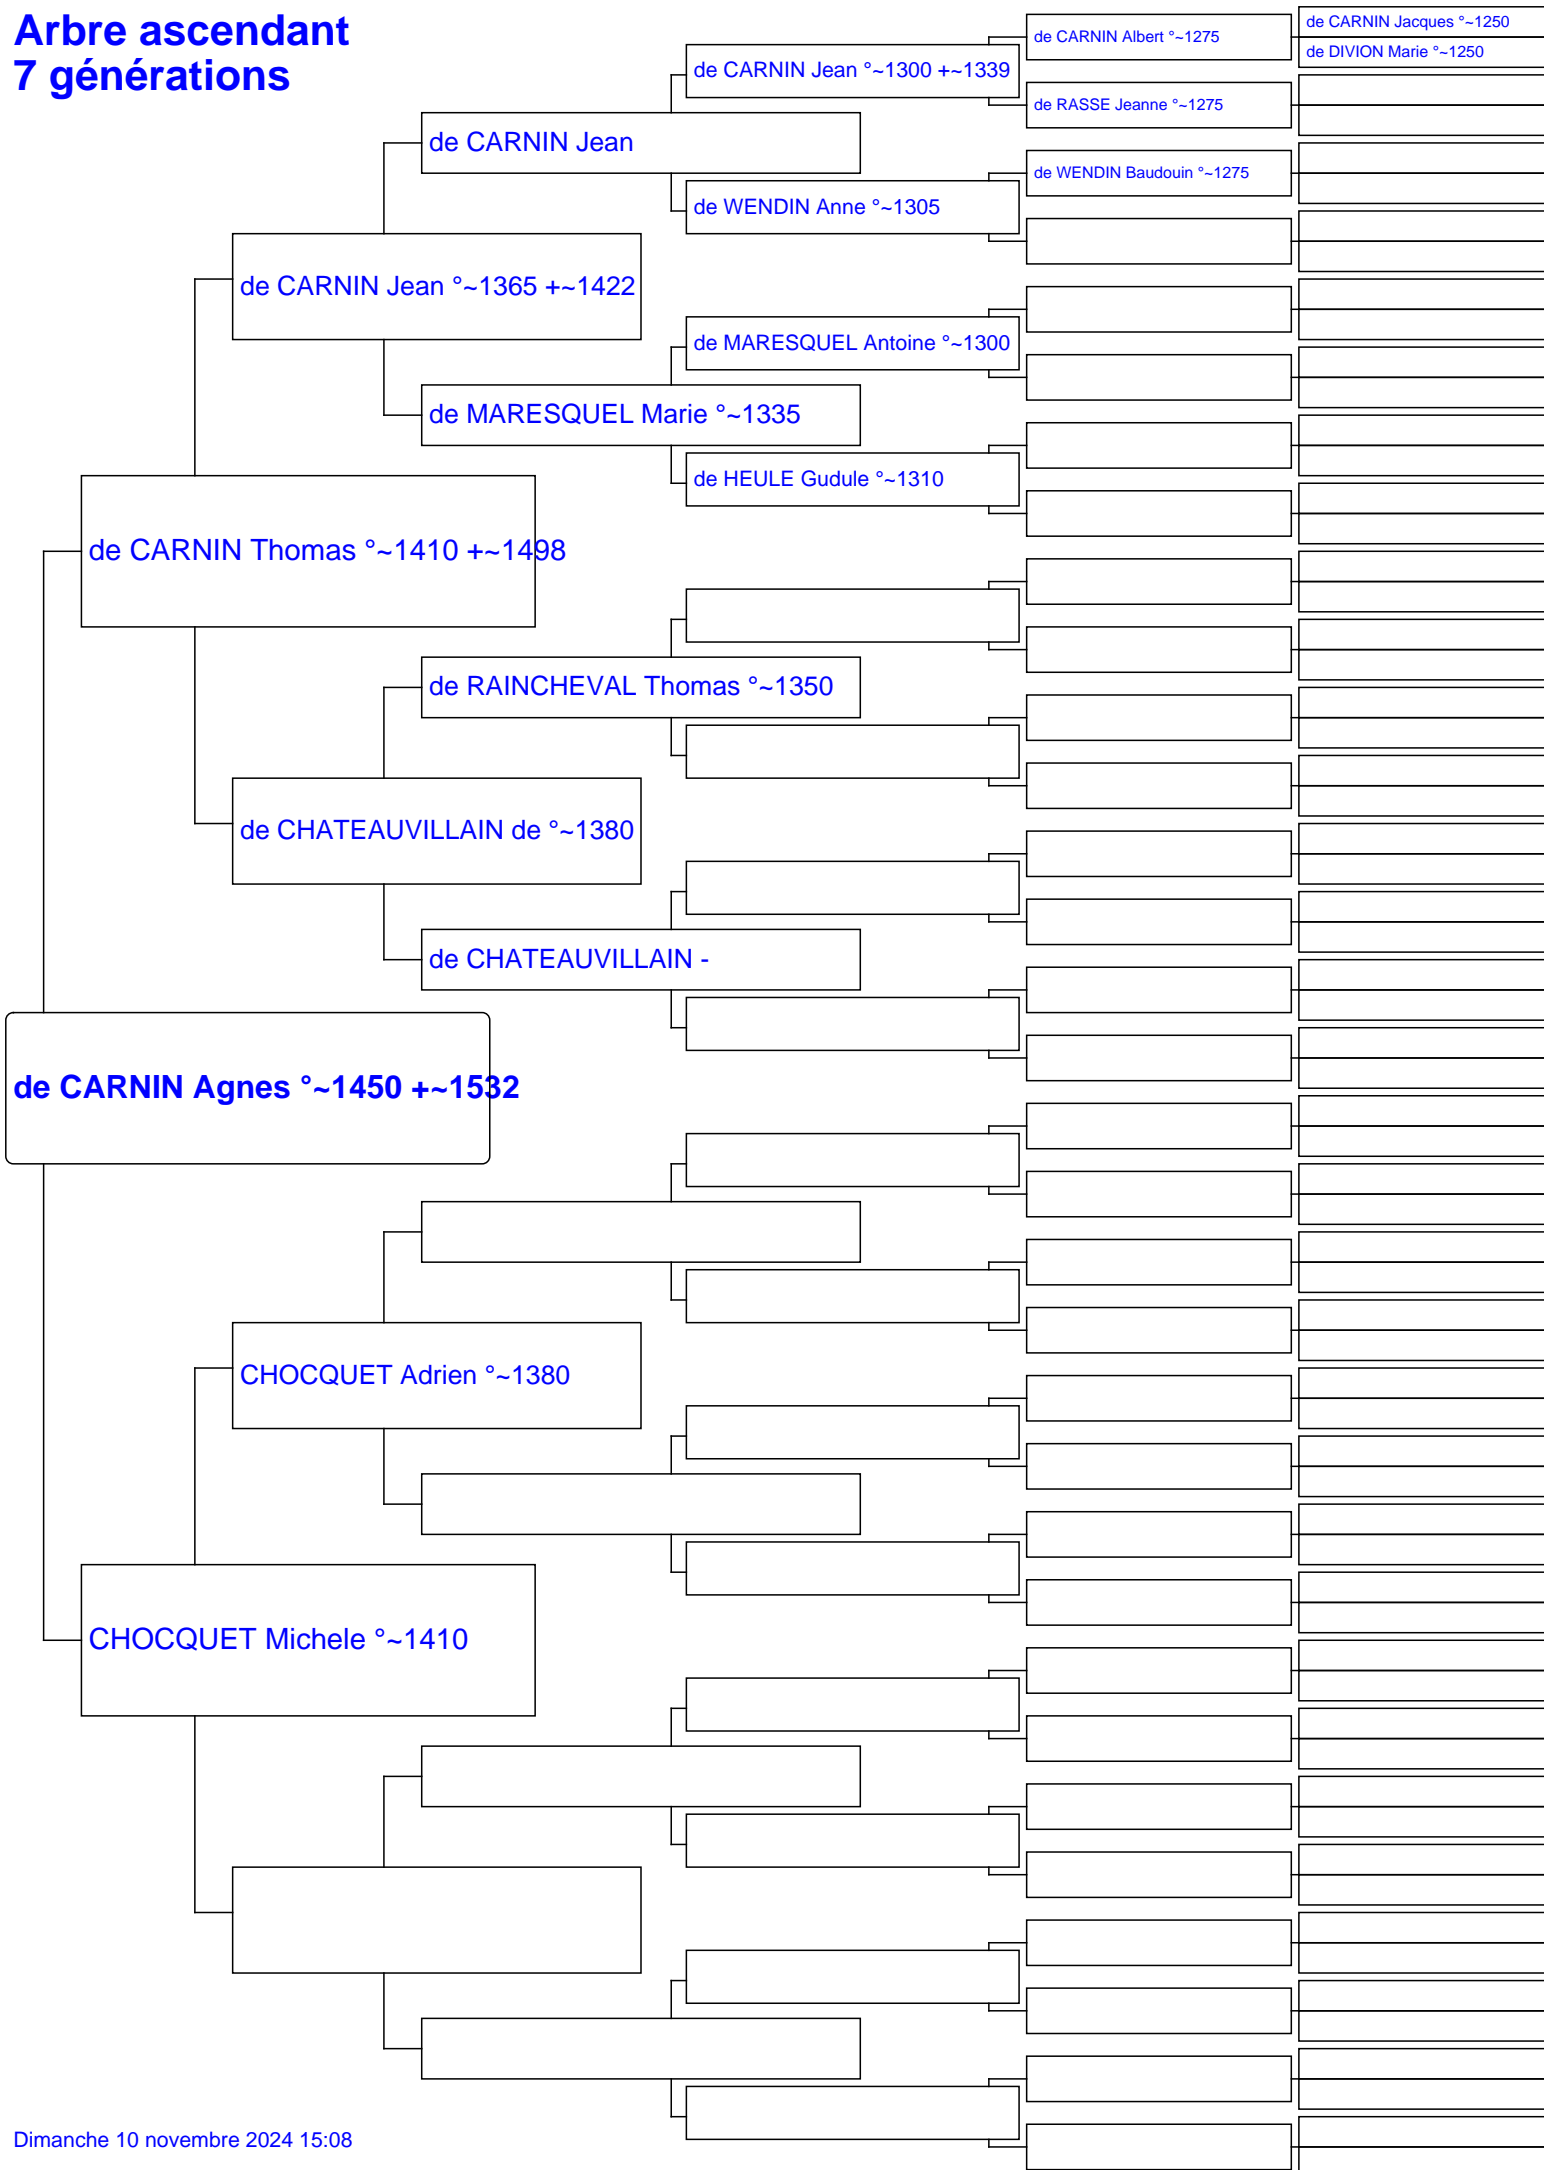 Arbre ascendant
7 générations
de CARNIN Jacques °~1250
de CARNIN Albert °~1275
de DIVION Marie °~1250
de CARNIN Jean °~1300 +~1339
de RASSE Jeanne °~1275
de CARNIN Jean
de WENDIN Baudouin °~1275
de WENDIN Anne °~1305
de CARNIN Jean °~1365 +~1422
de MARESQUEL Antoine °~1300
de MARESQUEL Marie °~1335
de HEULE Gudule °~1310
de CARNIN Thomas °~1410 +~1498
de RAINCHEVAL Thomas °~1350
de CHATEAUVILLAIN de °~1380
de CHATEAUVILLAIN -
de CARNIN Agnes °~1450 +~1532
CHOCQUET Adrien °~1380
CHOCQUET Michele °~1410
Dimanche 10 novembre 2024 15:08